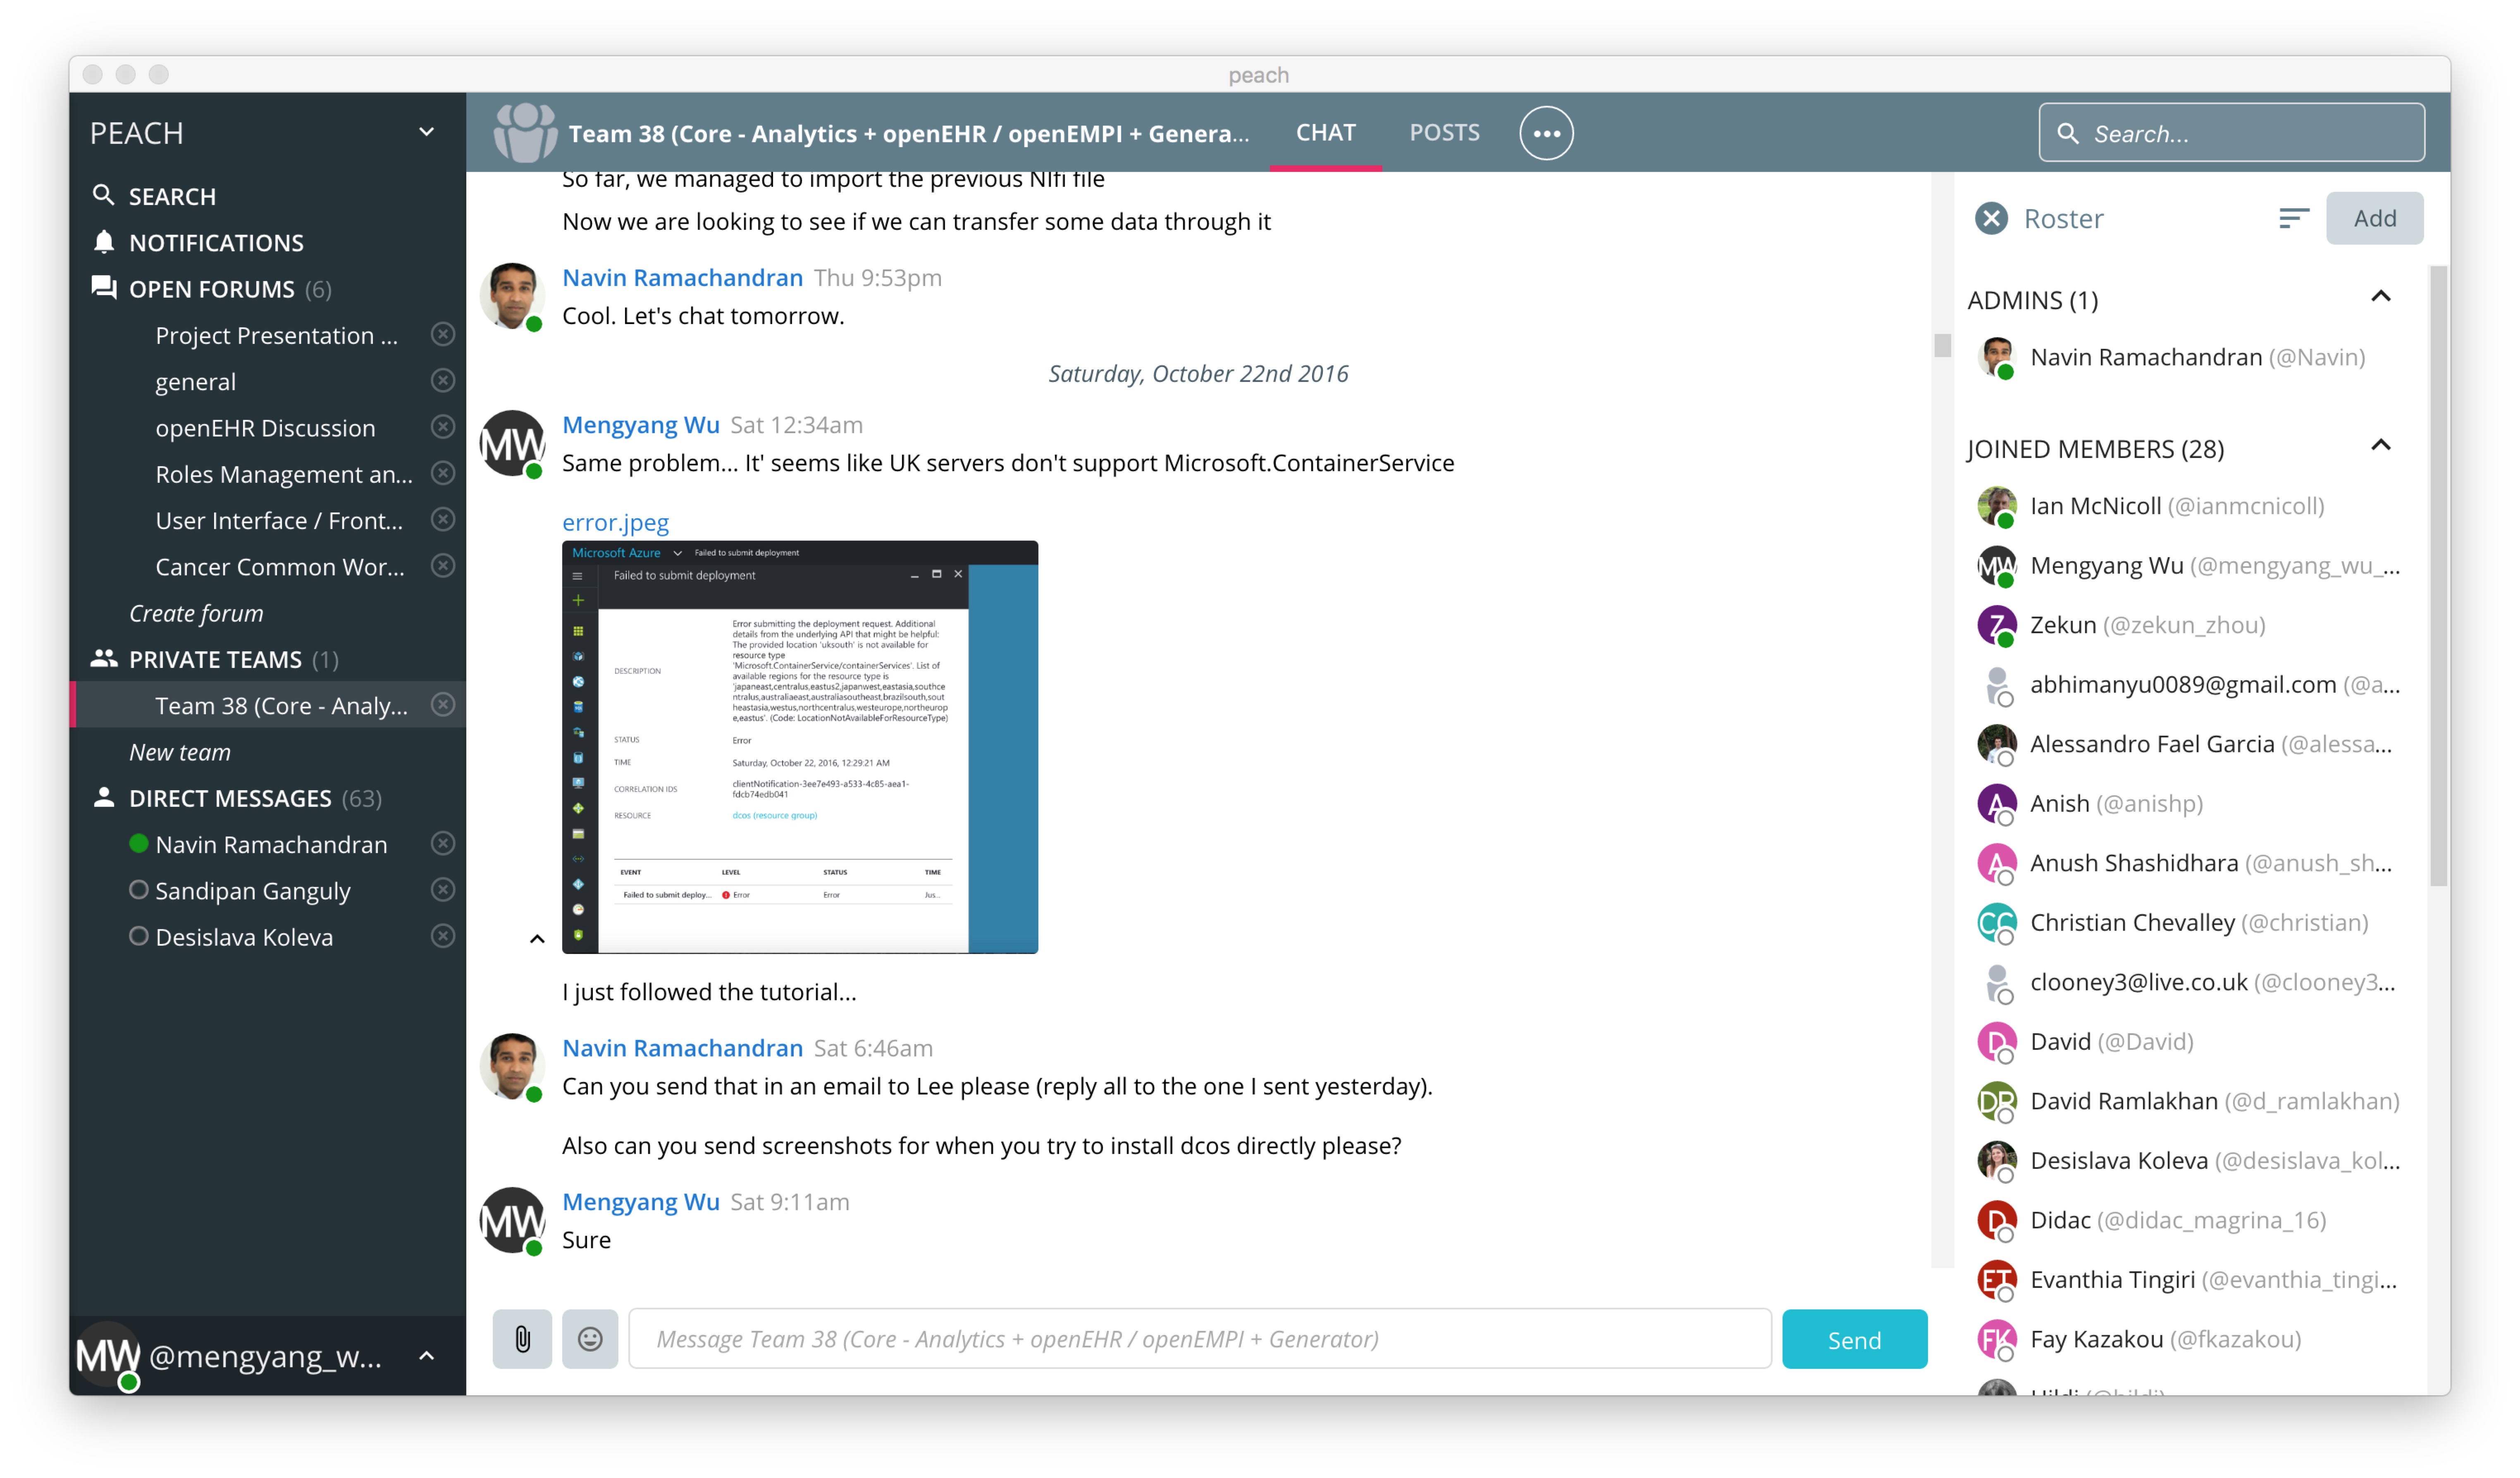 peach
PEACH
SEARCH
NOTIFICATIONS
OPEN FORUMS (6)
Project Presentation ...
general
openEHR Discussion
Roles Management an...
User Interface / Front...
Cancer Common Wor...
Create forum
PRIVATE TEAMS (1)
Team 38 (Core - Analy...
New team
DIRECT MESSAGES (63)
Navin Ramachandran
Sandipan Ganguly
Desislava Koleva
MW @mengyang_w...
Team 38 (Core - Analytics + openEHR / openEMPI + Genera...
CHAT
POSTS
Search...
So far, we managed to import the previous NIfi file
Now we are looking to see if we can transfer some data through it
Navin Ramachandran Thu 9:53pm
Cool. Let's chat tomorrow.
Saturday, October 22nd 2016
MW
Mengyang Wu Sat 12:34am
Same problem... It' seems like UK servers don't support Microsoft.ContainerService
error.jpeg
Microsoft Azure Failed to submit deployment
Failed to submit deployment
DESCRIPTION
Error submitting the deployment request. Additional
details from the underlying API that might be helpful:
The provided location 'uksouth' is not available for
resource type
'Microsoft.ContainerService/containerServices'. List of
available regions for the resource type is
'japaneast,centralus,eastus2,japanwest,eastasia,southce
ntralus,australiaeast,australiasoutheast,brazilsouth,sout
heastasia,westus,northcentralus,westeurope,northeurop
e,eastus'. (Code: LocationNotAvailableForResourceType)
STATUS Error
TIME Saturday, October 22, 2016, 12:29:21 AM
CORRELATION IDS
clientNotification-3ee7e493-a533-4c85-aea1-
fdcb74edb041
RESOURCE dcos (resource group)
EVENT LEVEL STATUS TIME
Failed to submit deploy... Error Error Jus...
I just followed the tutorial...
Navin Ramachandran Sat 6:46am
Can you send that in an email to Lee please (reply all to the one I sent yesterday).
Also can you send screenshots for when you try to install dcos directly please?
MW
Mengyang Wu Sat 9:11am
Sure
Message Team 38 (Core - Analytics + openEHR / openEMPI + Generator)
Send
Roster
Add
ADMINS (1)
Navin Ramachandran (@Navin)
JOINED MEMBERS (28)
Ian McNicoll (@ianmcnicoll)
MW Mengyang Wu (@mengyang_wu_...
Z Zekun (@zekun_zhou)
abhimanyu0089@gmail.com (@a...
Alessandro Fael Garcia (@alessa...
A Anish (@anishp)
A Anush Shashidhara (@anush_sh...
CC Christian Chevalley (@christian)
clooney3@live.co.uk (@clooney3...
D David (@David)
DR David Ramlakhan (@d_ramlakhan)
Desislava Koleva (@desislava_kol...
D Didac (@didac_magrina_16)
ET Evanthia Tingiri (@evanthia_tingi...
FK Fay Kazakou (@fkazakou)